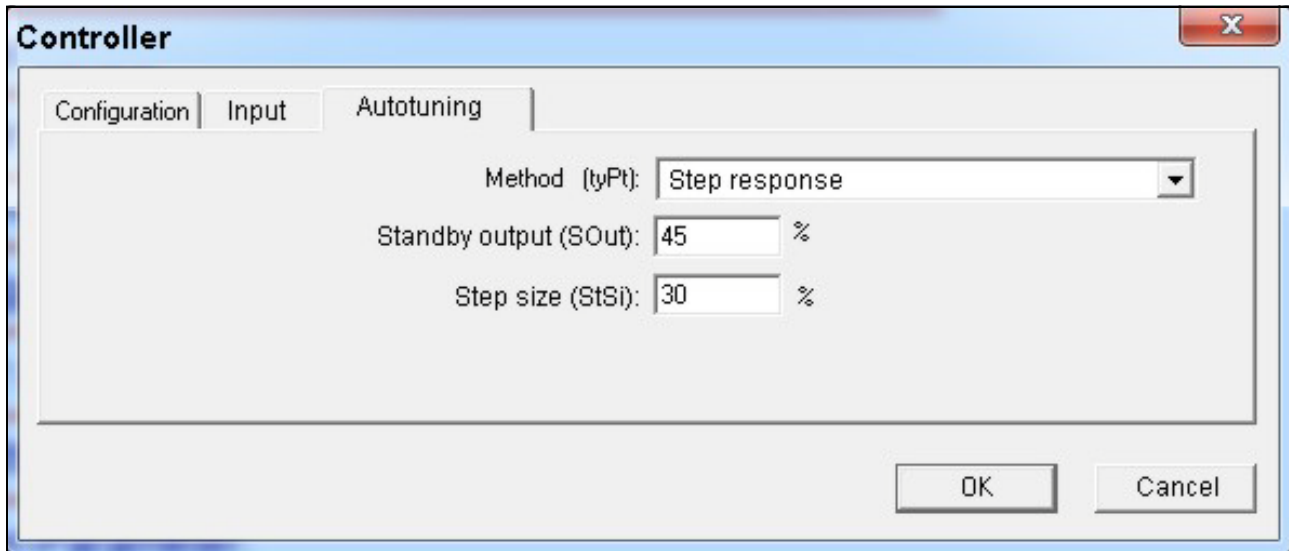 Controller
Configuration Input Autotuning
Method (tyPt): Step response
Standby output (SOut): 45 %
Step size (StSi): 30 %
OK Cancel